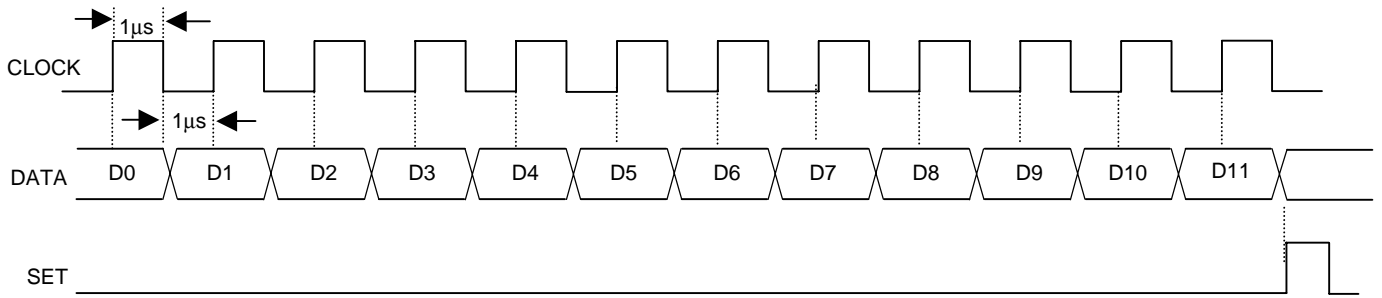 1μs
CLOCK
1μs
DATA D0 D1 D2 D3 D4 D5 D6 D7 D8 D9 D10 D11
SET